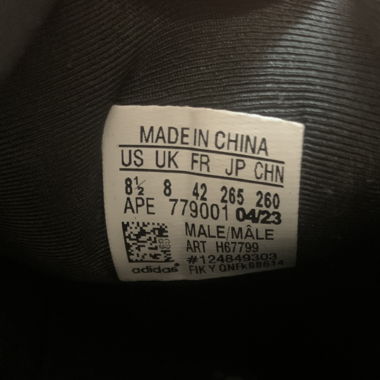 MADE IN CHINA
US UK FR JP CHN
8½ 8 42 265 260
APE 779001 04/23
MALE/MÂLE
ART H67799
#124849303
adidas®